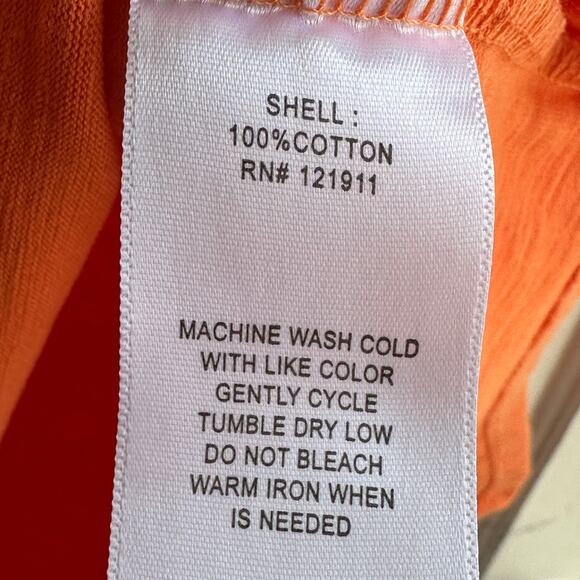 SHELL :
100%COTTON
RN# 121911
MACHINE WASH COLD
WITH LIKE COLOR
GENTLY CYCLE
TUMBLE DRY LOW
DO NOT BLEACH
WARM IRON WHEN
IS NEEDED